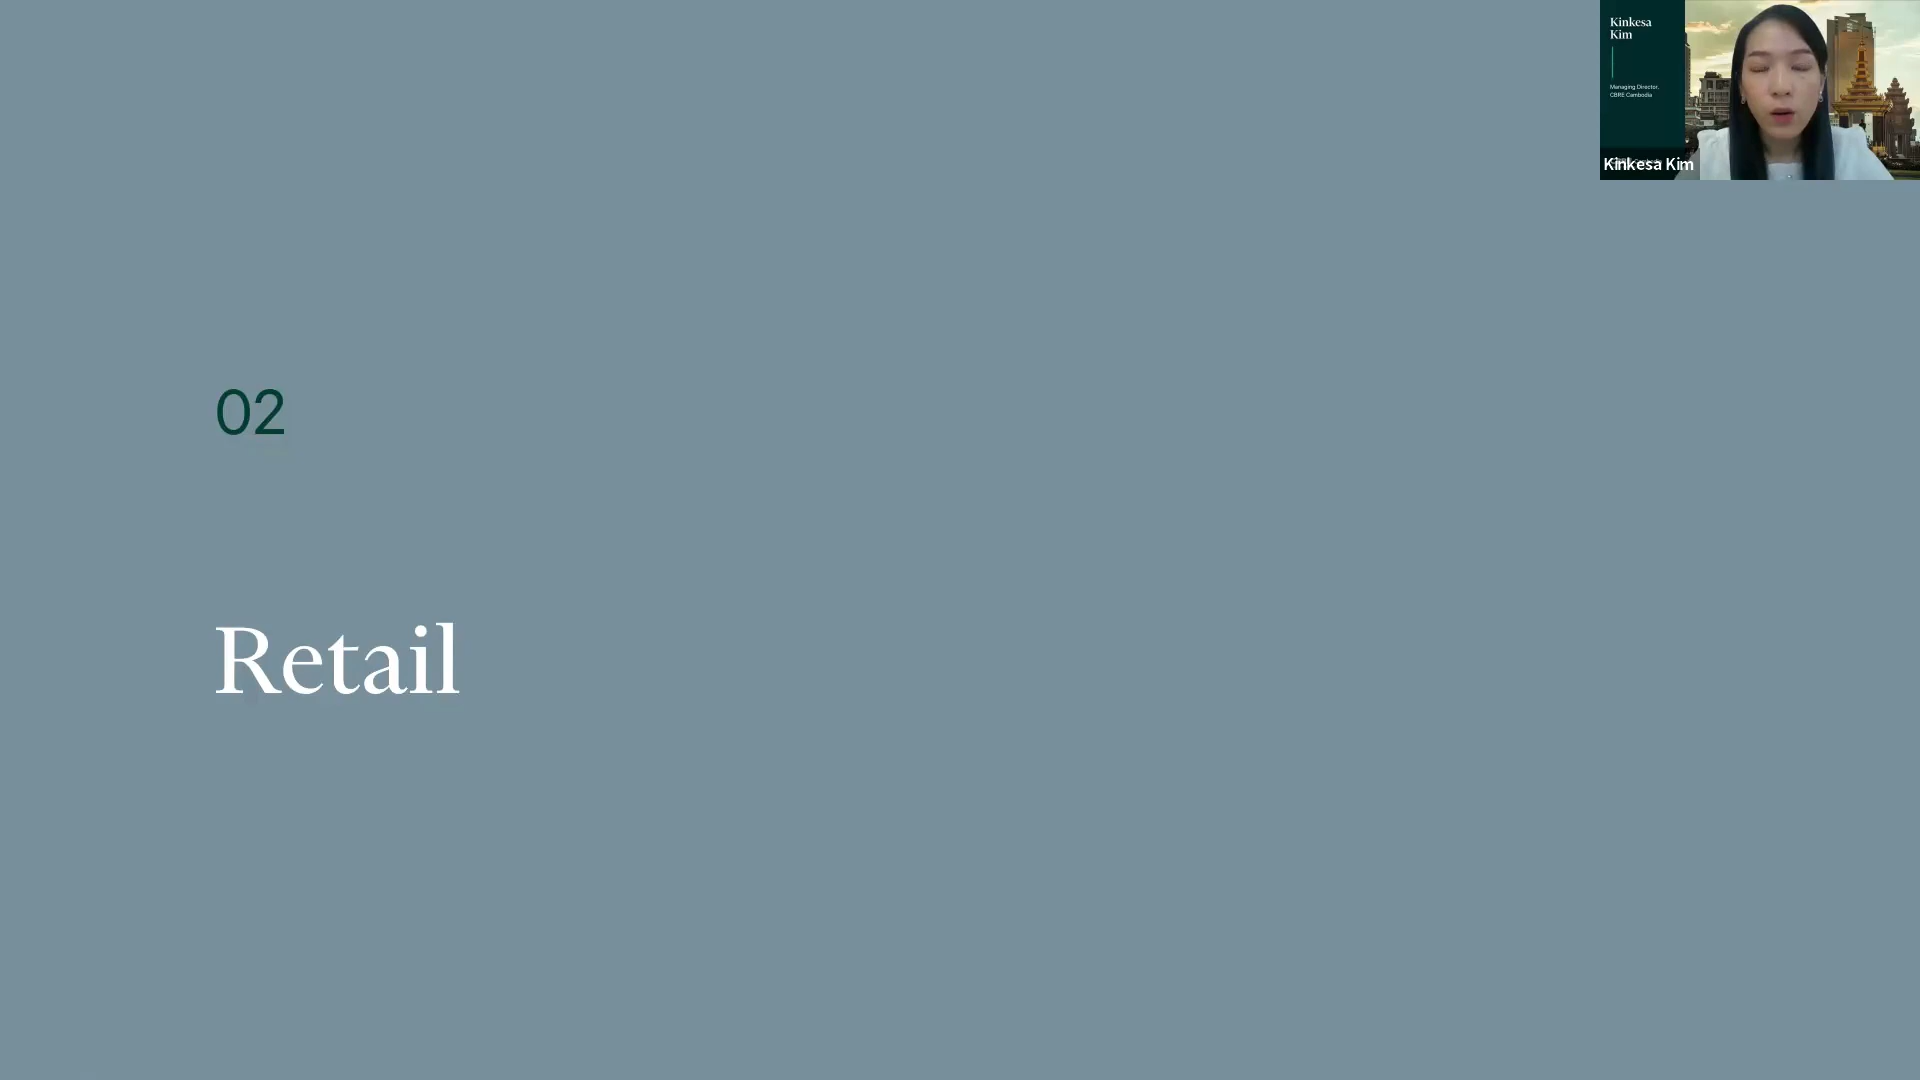 Kinkesa
Kim
Managing Director,
CBRE Cambodia
Kinkesa Kim
02
Retail